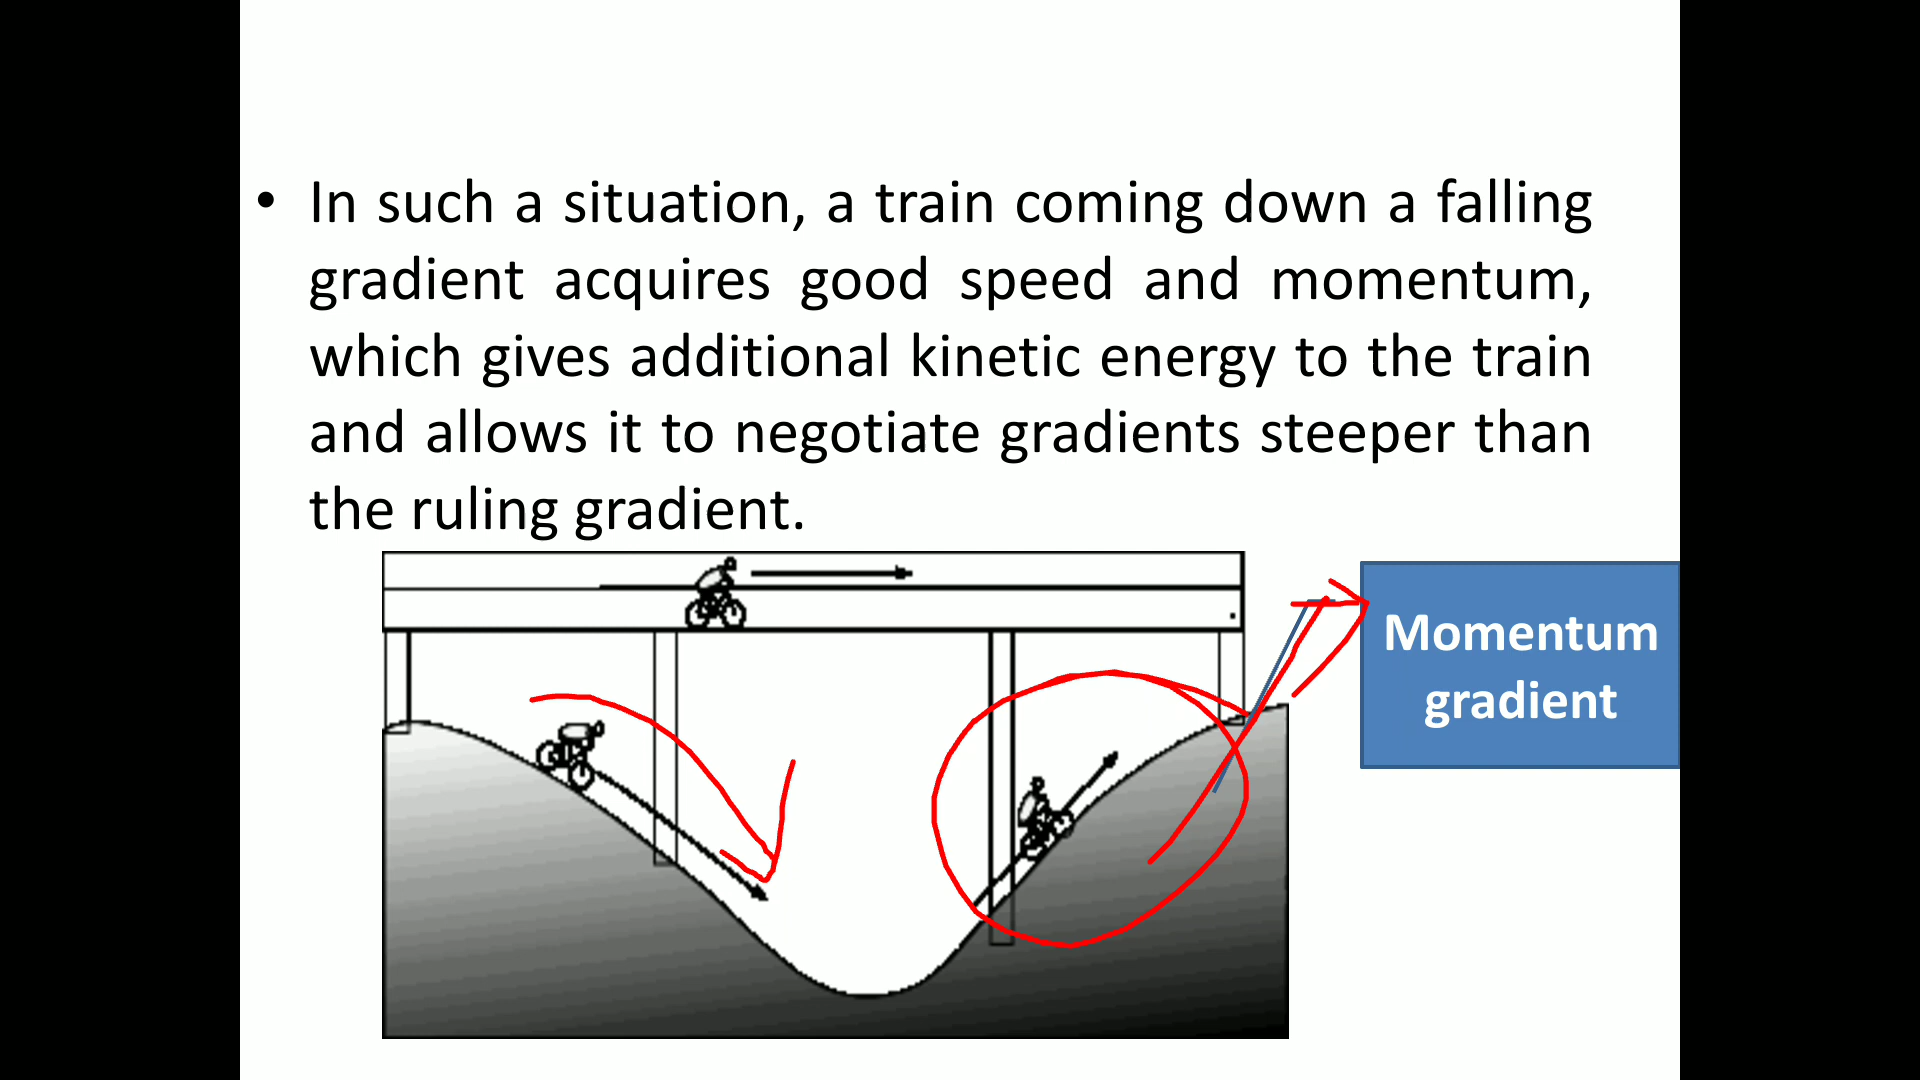 • In such a situation, a train coming down a falling
gradient acquires good speed and momentum,
which gives additional kinetic energy to the train
and allows it to negotiate gradients steeper than
the ruling gradient.
Momentum
gradient